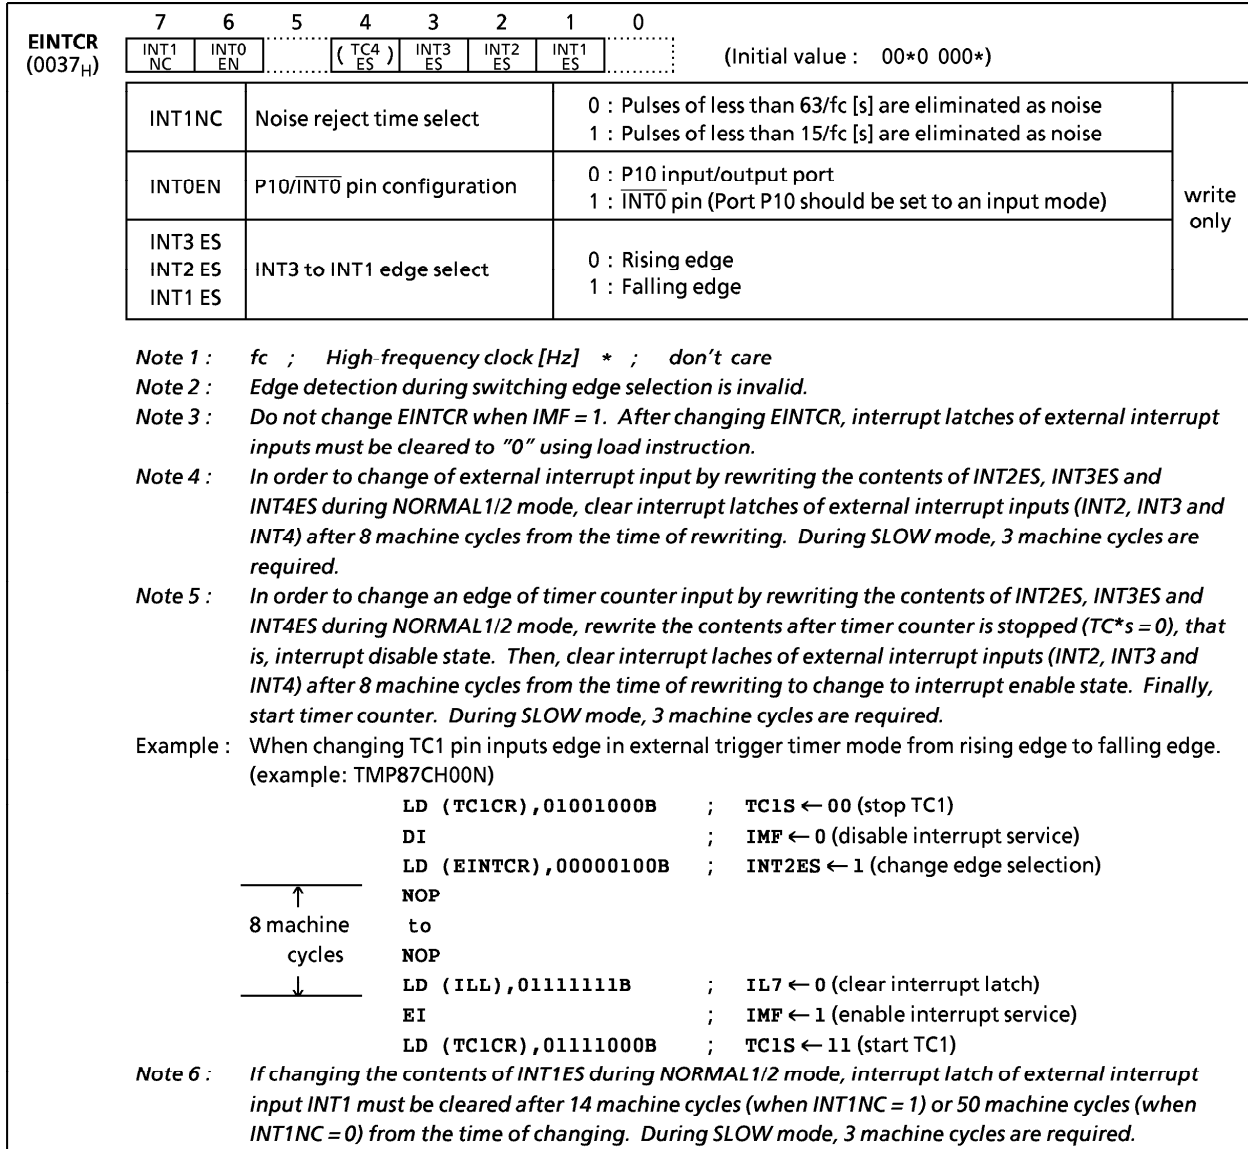 7 6 5 4 3 2 1 0
EINTCR
(0037H)
INT1 NC INT0 EN ( TC4 ES ) INT3 ES INT2 ES INT1 ES (Initial value : 00*0 000*)
INT1NC Noise reject time select 0 : Pulses of less than 63/fc [s] are eliminated as noise
1 : Pulses of less than 15/fc [s] are eliminated as noise
INT0EN P10/INT0 pin configuration 0 : P10 input/output port
1 : INT0 pin (Port P10 should be set to an input mode)
write
only
INT3 ES
INT2 ES
INT1 ES
INT3 to INT1 edge select
0 : Rising edge
1 : Falling edge
Note 1 : fc ; High-frequency clock [Hz] * ; don't care
Note 2 : Edge detection during switching edge selection is invalid.
Note 3 : Do not change EINTCR when IMF = 1. After changing EINTCR, interrupt latches of external interrupt
inputs must be cleared to "0" using load instruction.
Note 4 : In order to change of external interrupt input by rewriting the contents of INT2ES, INT3ES and
INT4ES during NORMAL1/2 mode, clear interrupt latches of external interrupt inputs (INT2, INT3 and
INT4) after 8 machine cycles from the time of rewriting. During SLOW mode, 3 machine cycles are
required.
Note 5 : In order to change an edge of timer counter input by rewriting the contents of INT2ES, INT3ES and
INT4ES during NORMAL1/2 mode, rewrite the contents after timer counter is stopped (TC*s = 0), that
is, interrupt disable state. Then, clear interrupt laches of external interrupt inputs (INT2, INT3 and
INT4) after 8 machine cycles from the time of rewriting to change to interrupt enable state. Finally,
start timer counter. During SLOW mode, 3 machine cycles are required.
Example : When changing TC1 pin inputs edge in external trigger timer mode from rising edge to falling edge.
(example: TMP87CH00N)
LD (TC1CR),01001000B ; TC1S ← 00 (stop TC1)
DI ; IMF ← 0 (disable interrupt service)
LD (EINTCR),00000100B ; INT2ES ← 1 (change edge selection)
↑ NOP
8 machine to
cycles NOP
↓ LD (ILL),01111111B ; IL7 ← 0 (clear interrupt latch)
EI ; IMF ← 1 (enable interrupt service)
LD (TC1CR),01111000B ; TC1S ← 11 (start TC1)
Note 6 : If changing the contents of INT1ES during NORMAL1/2 mode, interrupt latch of external interrupt
input INT1 must be cleared after 14 machine cycles (when INT1NC = 1) or 50 machine cycles (when
INT1NC = 0) from the time of changing. During SLOW mode, 3 machine cycles are required.